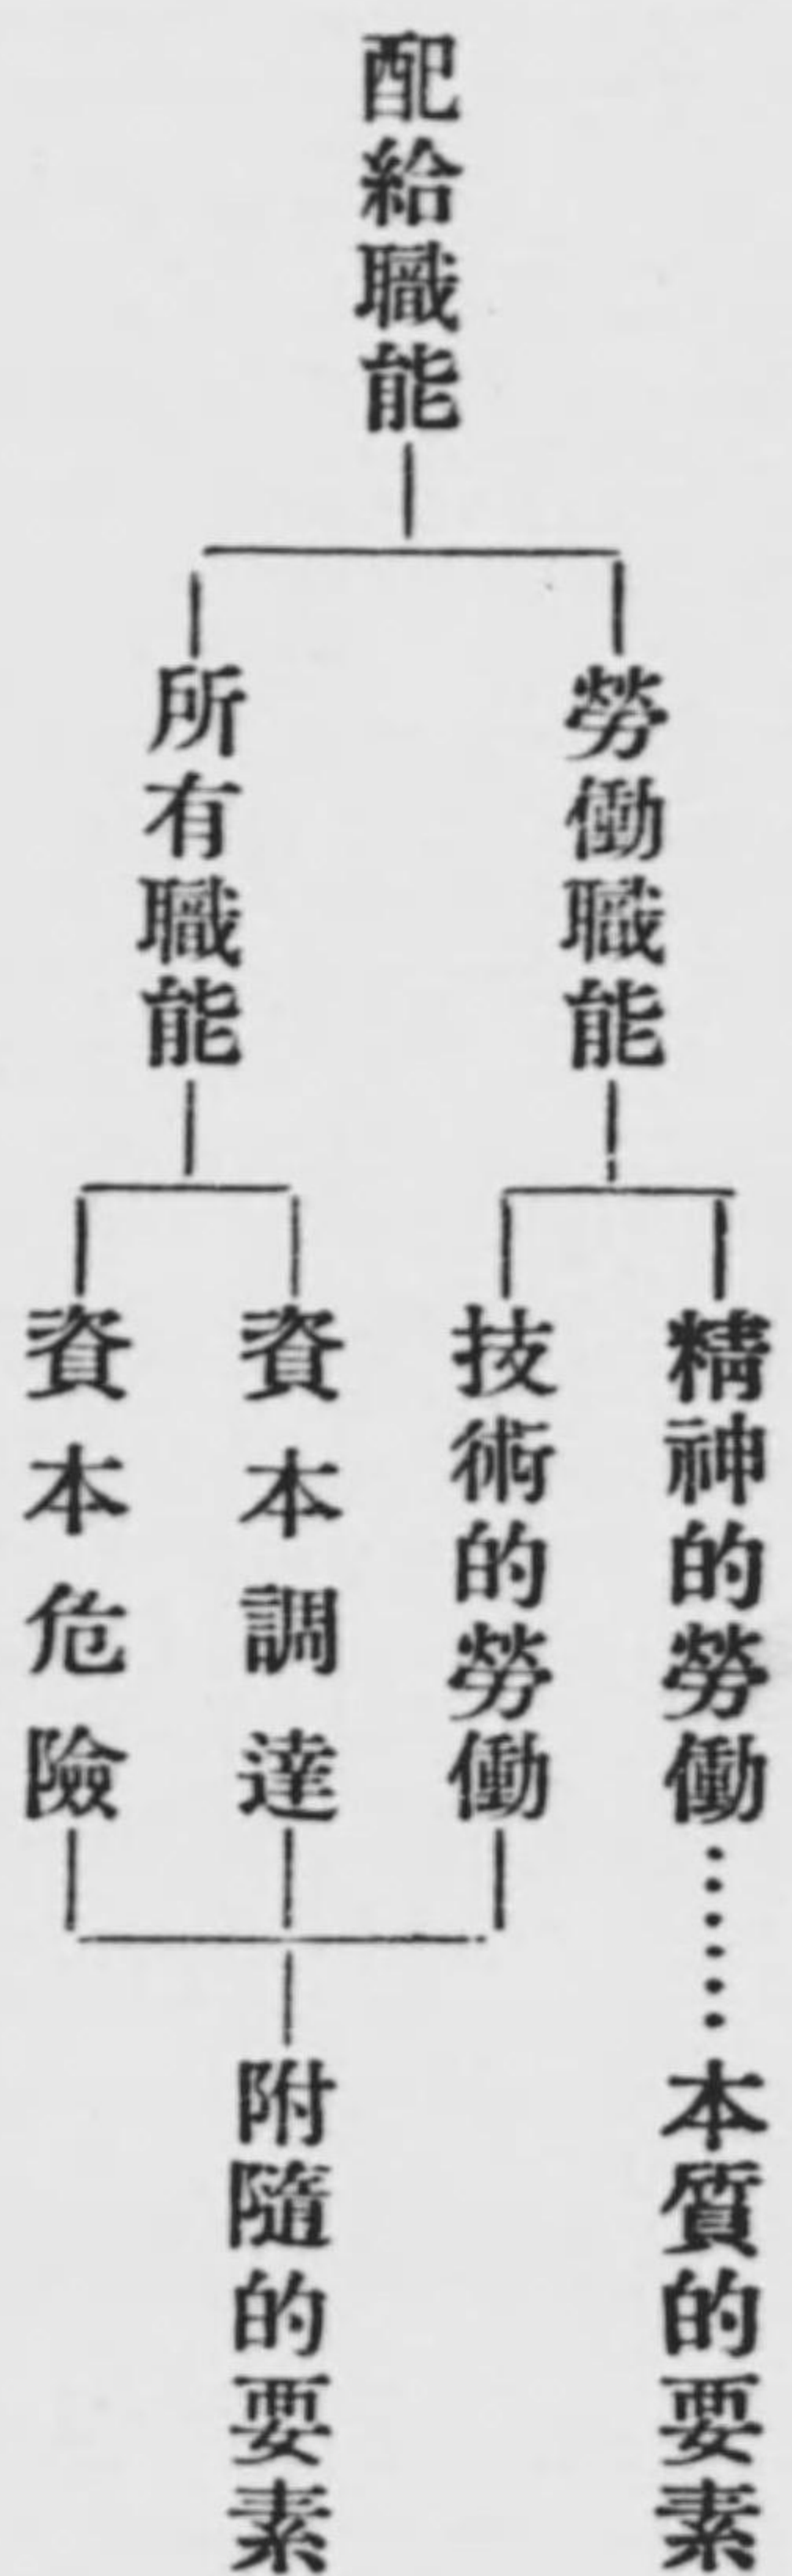 配給職能
勞働職能
所有職能
精神的勞働……本質的要素
技術的勞働
資本調達
資本危險
附隨的要素